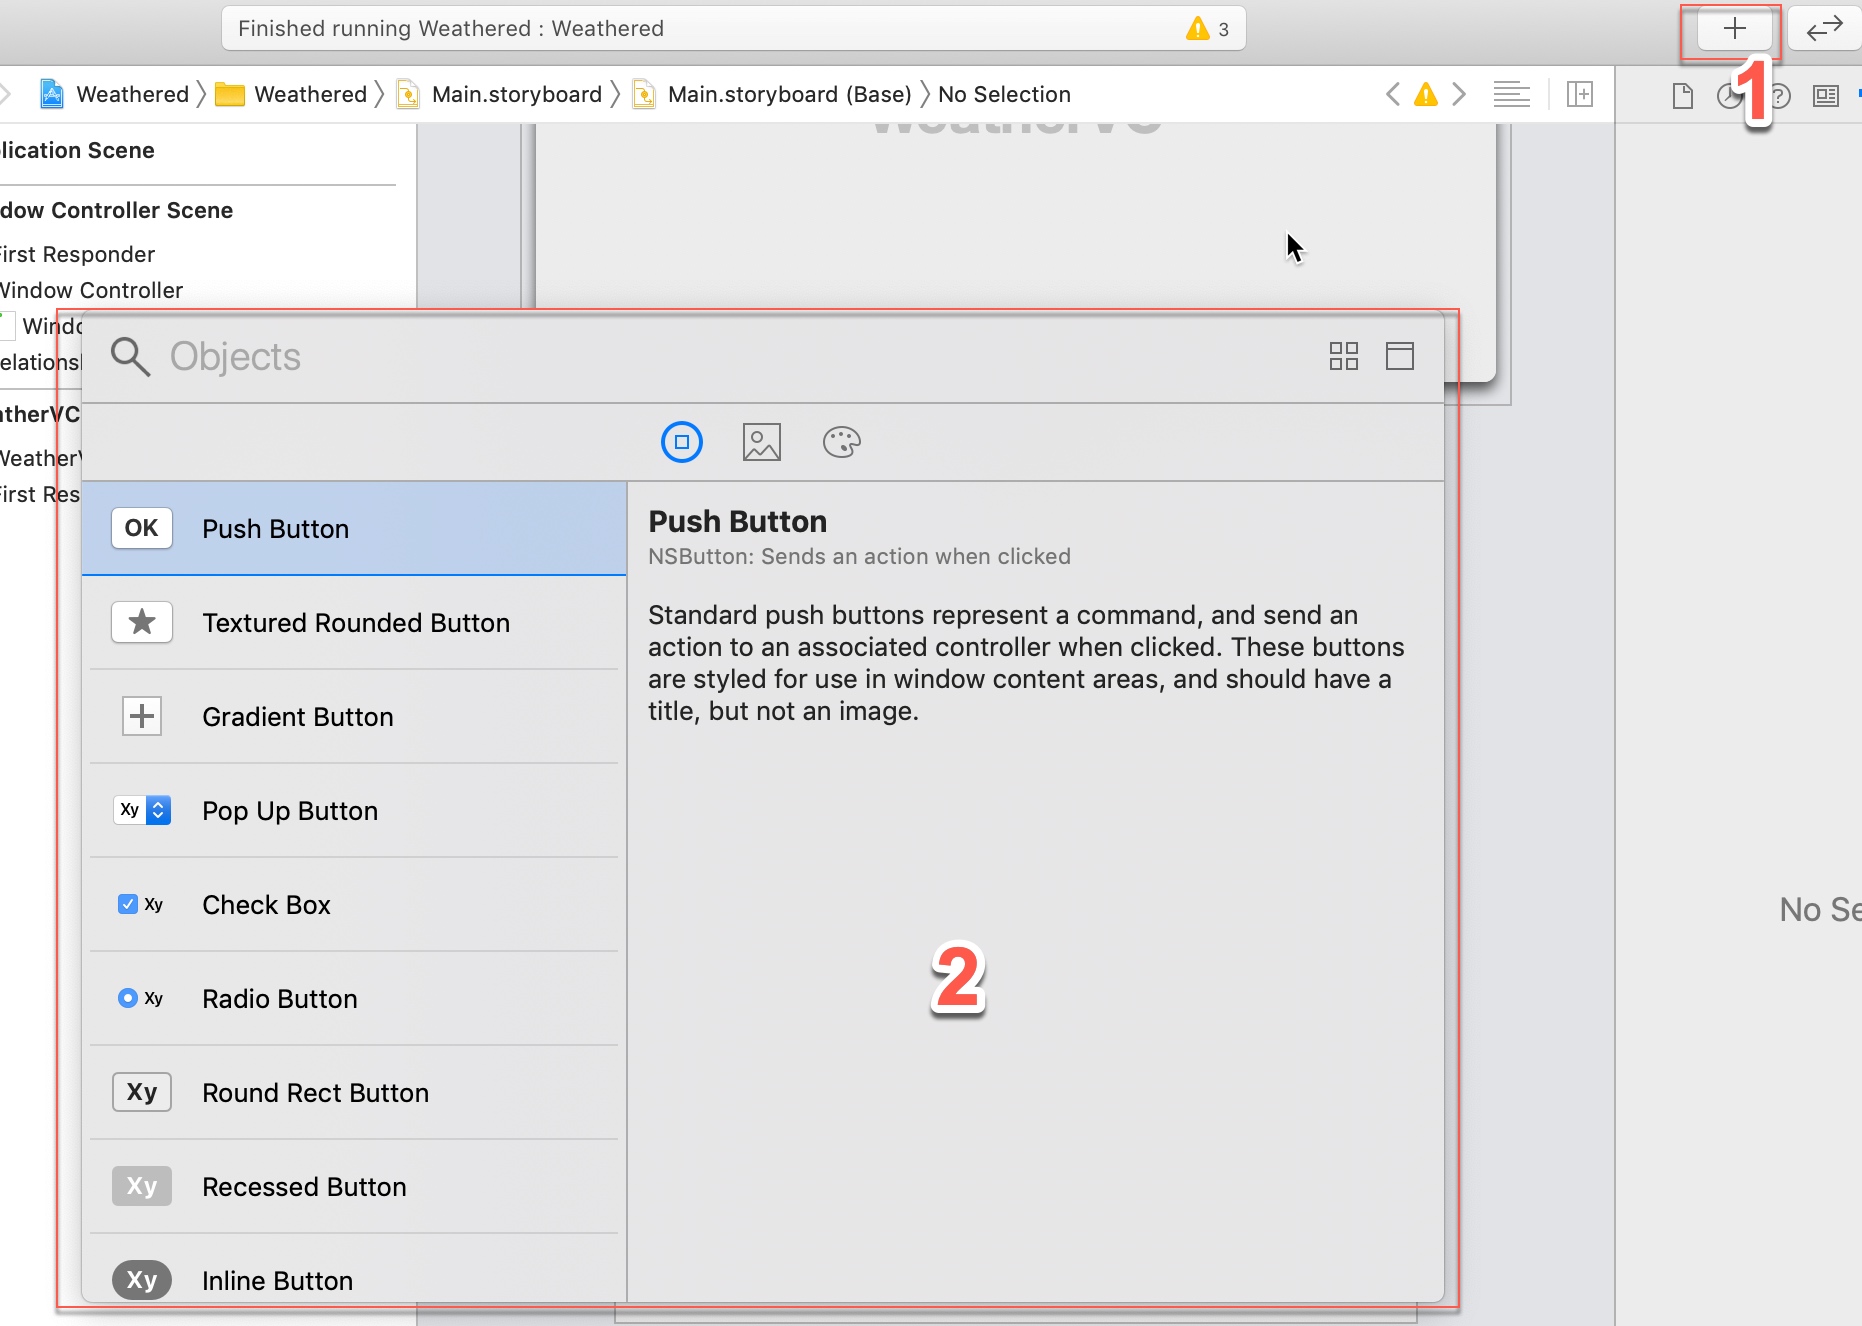 Finished running Weathered : Weathered
3
1
Weathered
Weathered
Main.storyboard
Main.storyboard (Base)
No Selection
WeatherVC
lication Scene
dow Controller Scene
First Responder
Window Controller
Windo
elations
atherVC
Weather
First Res
Objects
OK
Push Button
Textured Rounded Button
Gradient Button
Xy
Pop Up Button
Xy
Check Box
Xy
Radio Button
Xy
Round Rect Button
Xy
Recessed Button
Xy
Inline Button
Push Button
NSButton: Sends an action when clicked
Standard push buttons represent a command, and send an
action to an associated controller when clicked. These buttons
are styled for use in window content areas, and should have a
title, but not an image.
2
No Se